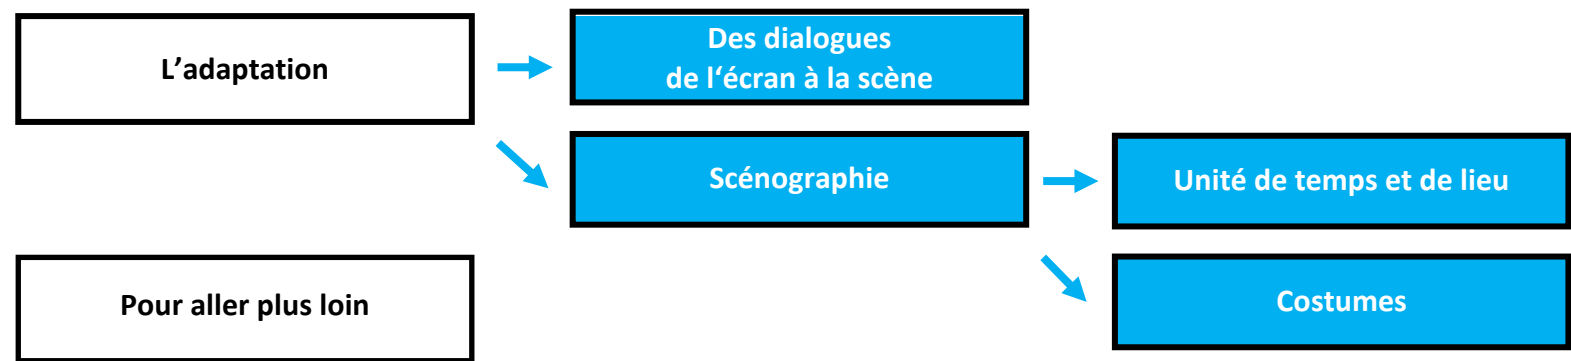 L’adaptation
Des dialogues
de l‘écran à la scène
Scénographie
Unité de temps et de lieu
Pour aller plus loin
Costumes